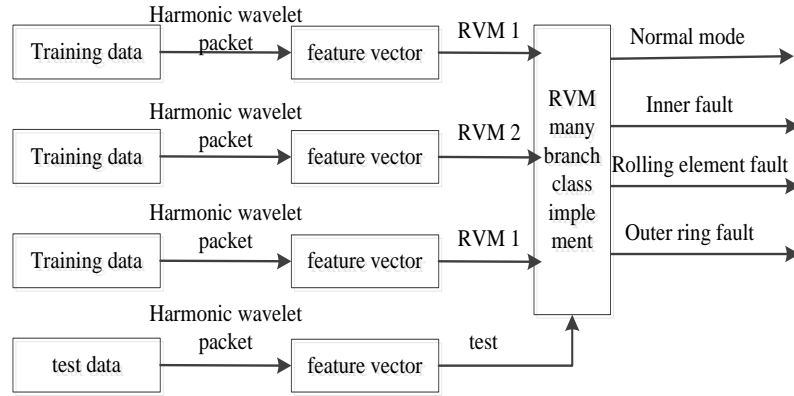 Harmonic wavelet
packet
Training data
feature vector
RVM 1
Harmonic wavelet
packet
Training data
feature vector
RVM 2
Harmonic wavelet
packet
Training data
feature vector
RVM 1
Harmonic wavelet
packet
test data
feature vector
test
RVM
many
branch
class
imple
ment
Normal mode
Inner fault
Rolling element fault
Outer ring fault